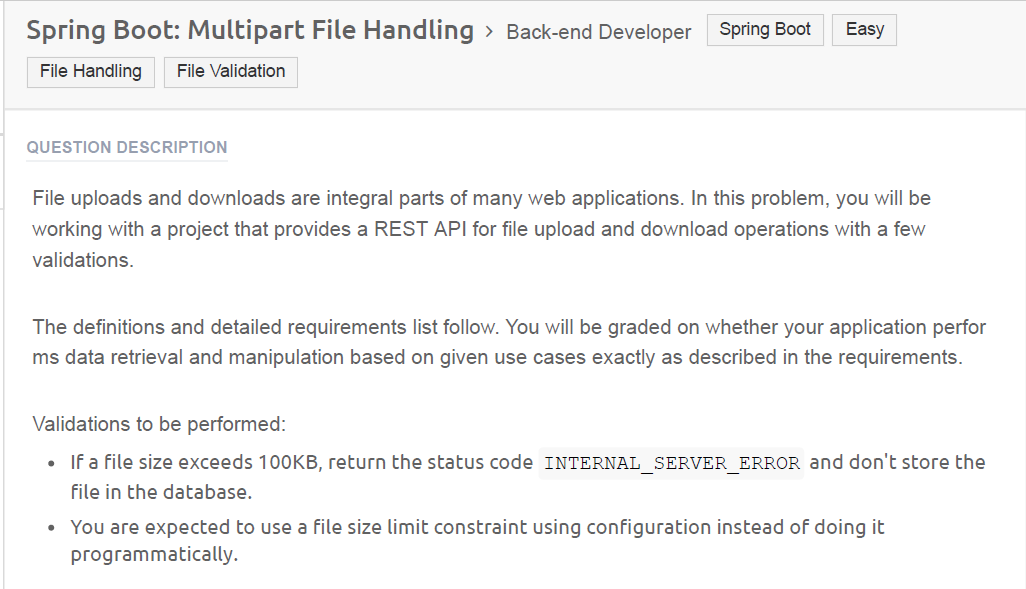 Spring Boot: Multipart File Handling › Back-end Developer Spring Boot Easy
File Handling File Validation
QUESTION DESCRIPTION
File uploads and downloads are integral parts of many web applications. In this problem, you will be
working with a project that provides a REST API for file upload and download operations with a few
validations.
The definitions and detailed requirements list follow. You will be graded on whether your application perfor
ms data retrieval and manipulation based on given use cases exactly as described in the requirements.
Validations to be performed:
• If a file size exceeds 100KB, return the status code INTERNAL_SERVER_ERROR and don't store the
file in the database.
• You are expected to use a file size limit constraint using configuration instead of doing it
programmatically.